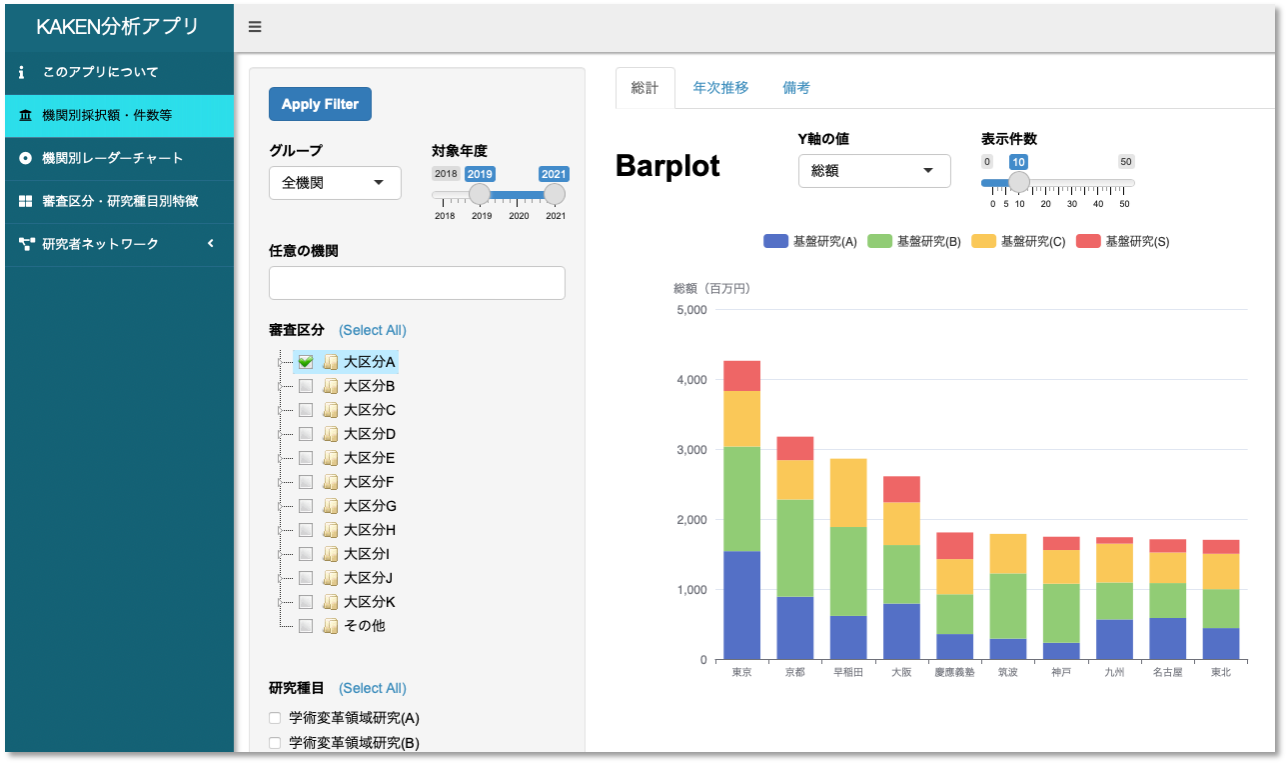 KAKEN分析アプリ
このアプリについて
機関別採択額・件数等
機関別レーダーチャート
審査区分・研究種目別特徴
研究者ネットワーク
Apply Filter
グループ
全機関
対象年度
2018 2019 2021
2018 2019 2020 2021
任意の機関
審査区分 (Select All)
大区分A
大区分B
大区分C
大区分D
大区分E
大区分F
大区分G
大区分H
大区分I
大区分J
大区分K
その他
研究種目 (Select All)
学術変革領域研究(A)
学術変革領域研究(B)
総計 年次推移 備考
Barplot
Y軸の値
総額
表示件数
0 10 50
0 5 10 20 30 40 50
基盤研究(A) 基盤研究(B) 基盤研究(C) 基盤研究(S)
総額（百万円）
5,000
4,000
3,000
2,000
1,000
0
東京 京都 早稲田 大阪 慶應義塾 筑波 神戸 九州 名古屋 東北